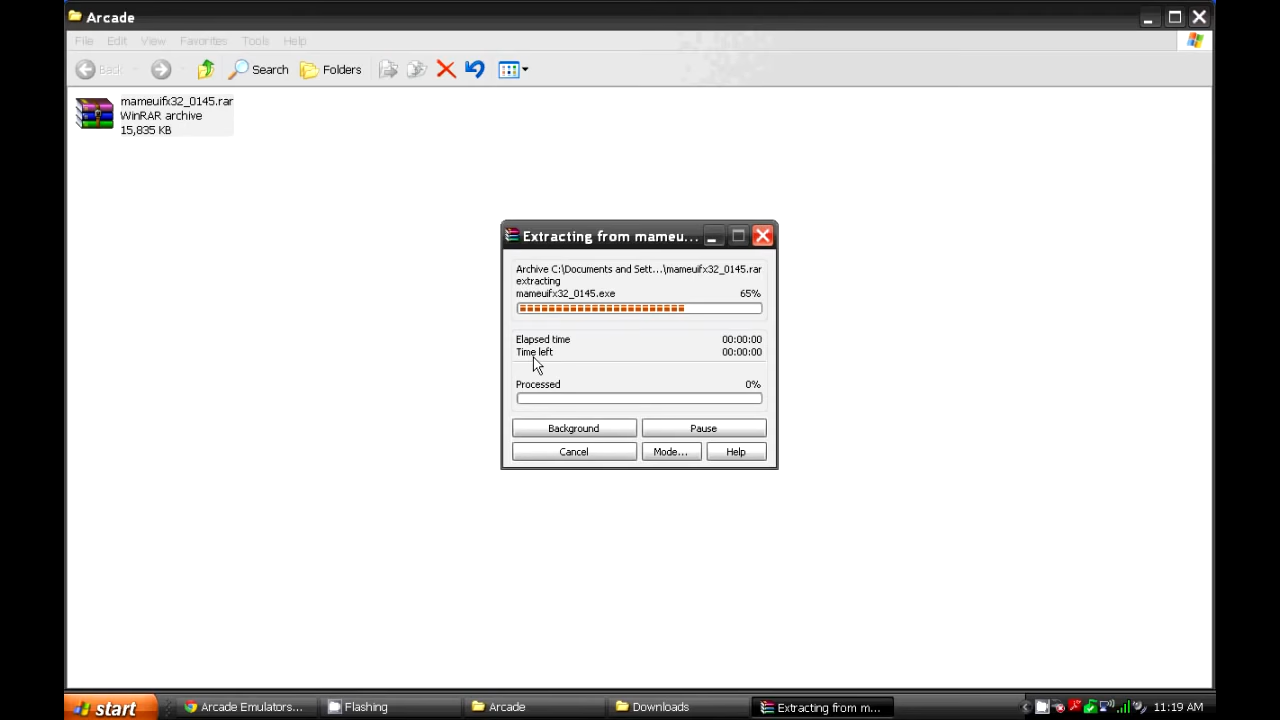 Arcade
File Edit View Favorites Tools Help
Back Search Folders
mameuifx32_0145.rar
WinRAR archive
15,835 KB
Extracting from mameu...
Archive C:\Documents and Sett...\mameuifx32_0145.rar
extracting
mameuifx32_0145.exe 65%
Elapsed time 00:00:00
Time left 00:00:00
Processed 0%
Background Pause
Cancel Mode... Help
start Arcade Emulators... Flashing Arcade Downloads Extracting from m... 11:19 AM